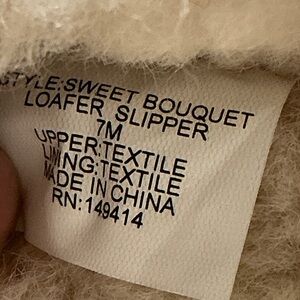 STYLE:SWEET BOUQUET
LOAFER SLIPPER
7M
UPPER:TEXTILE
LINING:TEXTILE
MADE IN CHINA
RN:149414